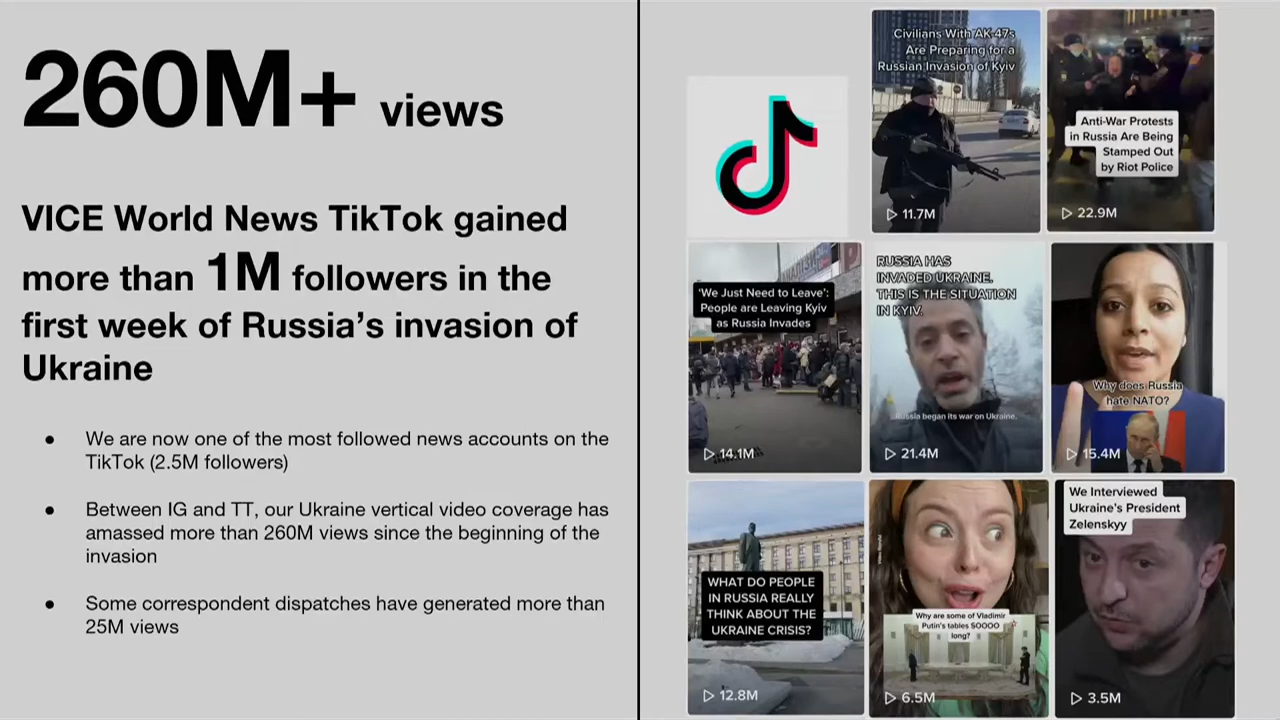 260M+ views
VICE World News TikTok gained
more than 1M followers in the
first week of Russia's invasion of
Ukraine
● We are now one of the most followed news accounts on the
TikTok (2.5M followers)
● Between IG and TT, our Ukraine vertical video coverage has
amassed more than 260M views since the beginning of the
invasion
● Some correspondent dispatches have generated more than
25M views
Civilians With AK-47s
Are Preparing for a
Russian Invasion of Kyiv
11.7M
Anti-War Protests
in Russia Are Being
Stamped Out
by Riot Police
22.9M
'We Just Need to Leave':
People are Leaving Kyiv
as Russia Invades
14.1M
RUSSIA HAS
INVADED UKRAINE.
THIS IS THE SITUATION
IN KYIV.
Russia began its war on Ukraine.
21.4M
Why does Russia
hate NATO?
15.4M
WHAT DO PEOPLE
IN RUSSIA REALLY
THINK ABOUT THE
UKRAINE CRISIS?
12.8M
Why are some of Vladimir
Putin's tables SOOOO
long?
6.5M
We Interviewed
Ukraine's President
Zelenskyy
3.5M